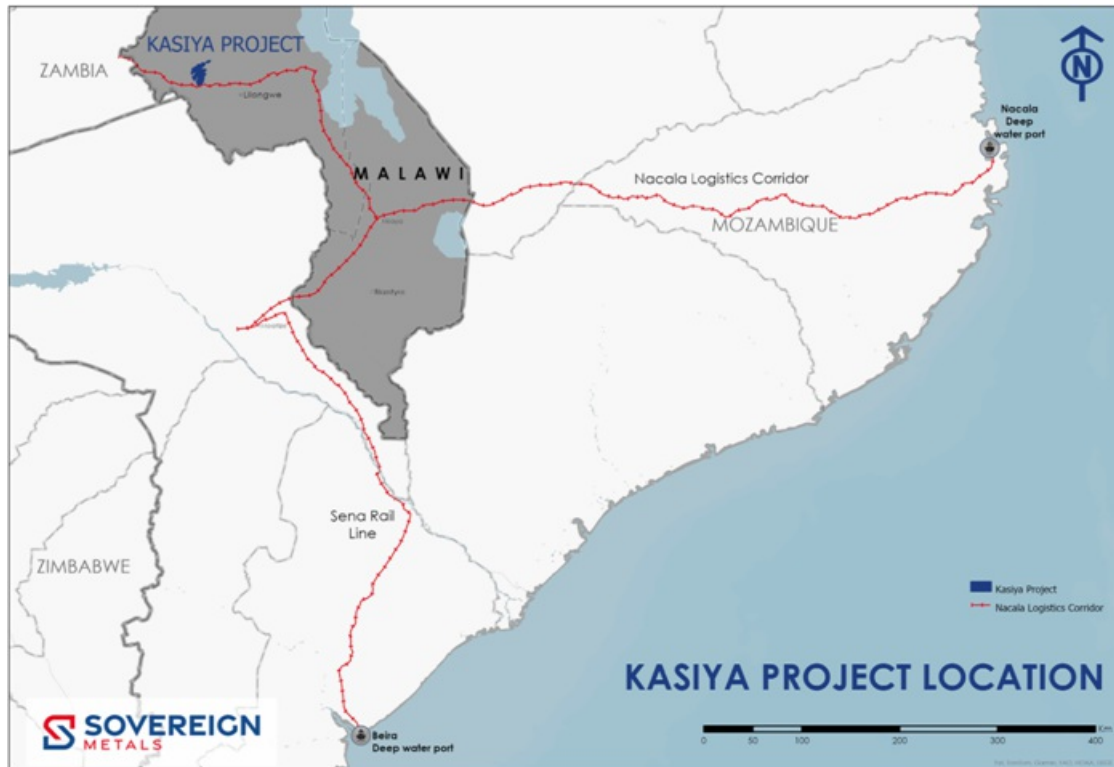 KASIYA PROJECT
ZAMBIA
Lilongwe
N
Nacala
Deep
water port
MALAWI
Nacala Logistics Corridor
MOZAMBIQUE
Blantyre
Sena Rail
Line
ZIMBABWE
Kasiya Project
Nacala Logistics Corridor
KASIYA PROJECT LOCATION
SOVEREIGN
METALS
Beira
Deep water port
0 50 100 200 300 400
Km